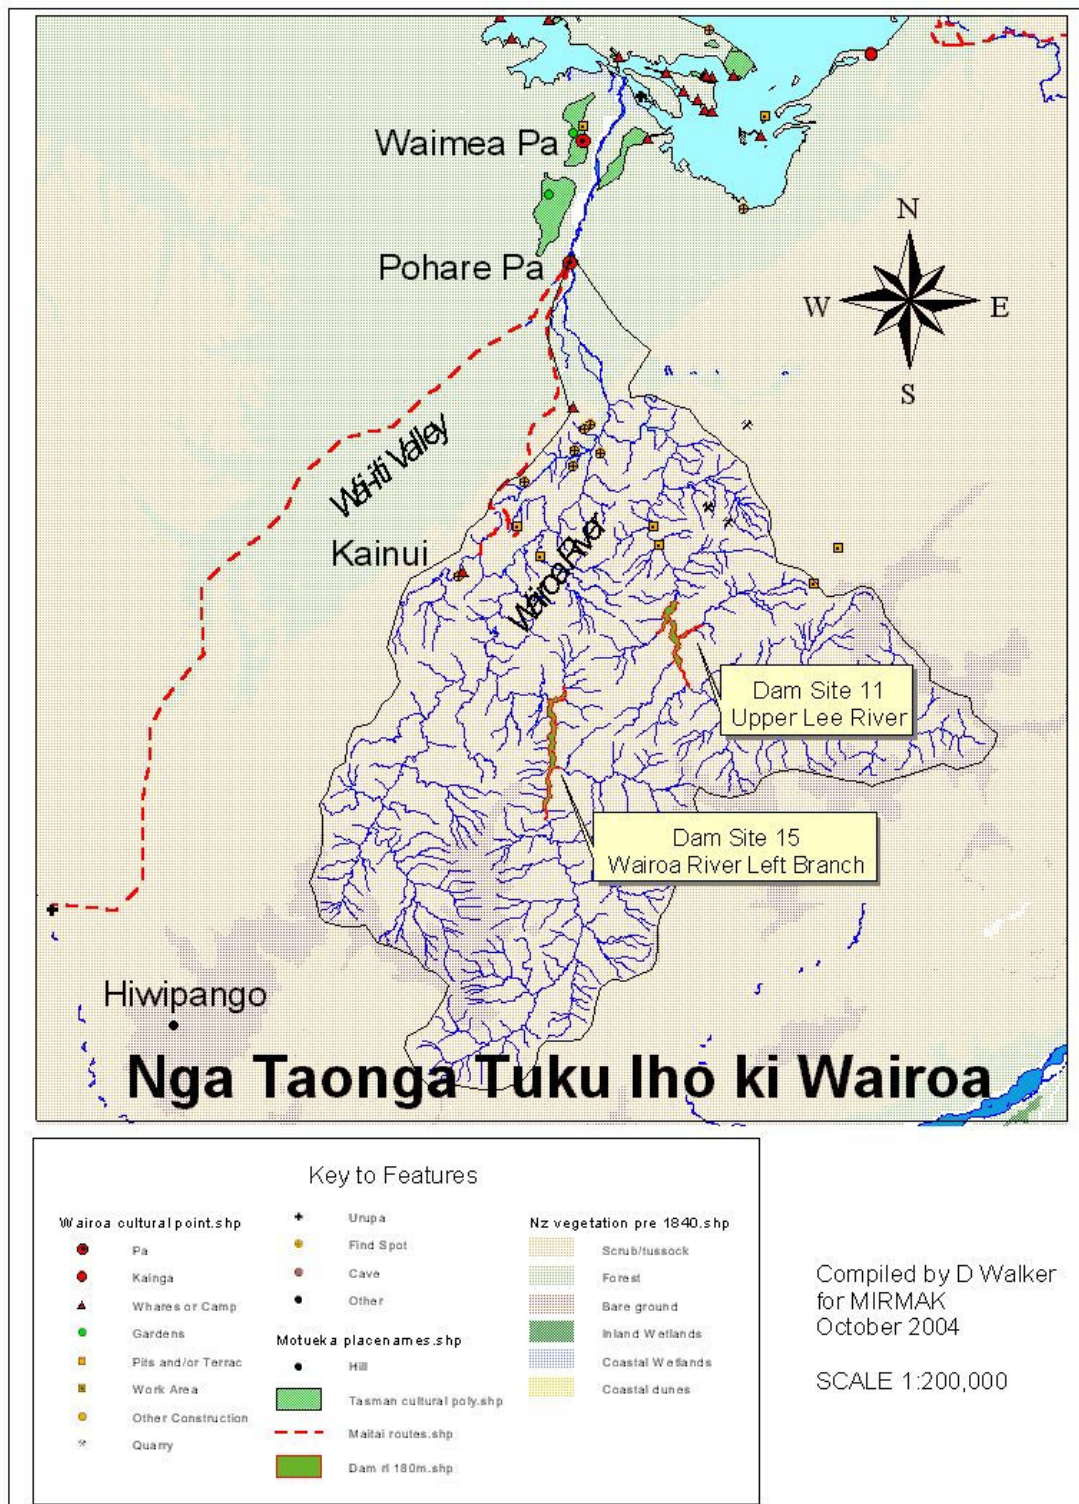 Waimea Pa
N
Pohare Pa
W
E
S
Wai-iti Valley
Kainui
Wairoa River
Dam Site 11
Upper Lee River
Dam Site 15
Wairoa River Left Branch
Hiwipango
Nga Taonga Tuku Iho ki Wairoa
Key to Features
Wairoa cultural point.shp
Pa
Kainga
Whares or Camp
Gardens
Pits and/or Terrac
Work Area
Other Construction
Quarry
Urupa
Find Spot
Cave
Other
Motueka placenames.shp
Hill
Tasman cultural poly.shp
Maitai routes.shp
Dam rl 180m.shp
Nz vegetation pre 1840.shp
Scrub/tussock
Forest
Bare ground
Inland Wetlands
Coastal Wetlands
Coastal dunes
Compiled by D Walker
for MIRMAK
October 2004
SCALE 1:200,000